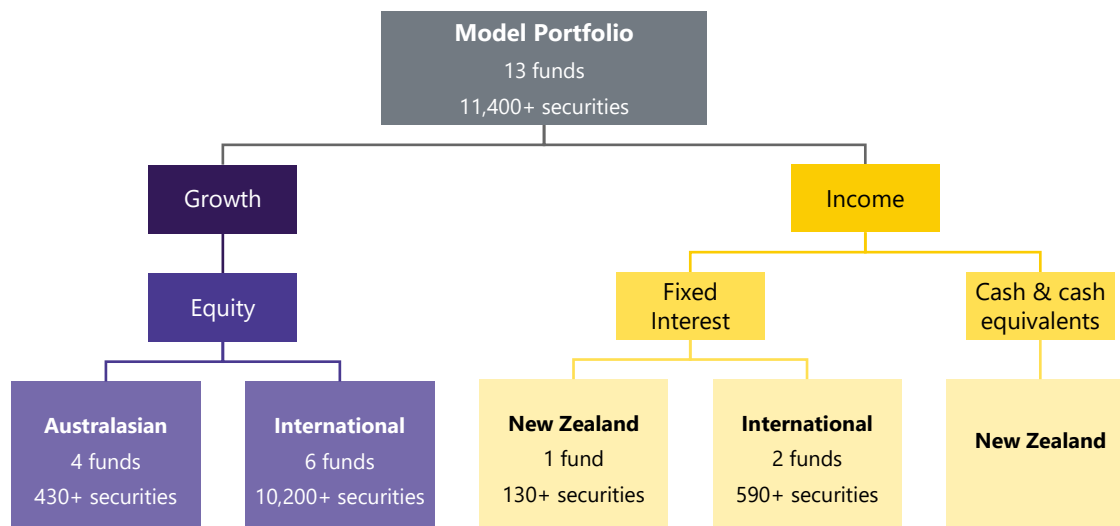 Model Portfolio
13 funds
11,400+ securities
Growth
Income
Equity
Fixed
Interest
Cash & cash
equivalents
Australasian
4 funds
430+ securities
International
6 funds
10,200+ securities
New Zealand
1 fund
130+ securities
International
2 funds
590+ securities
New Zealand